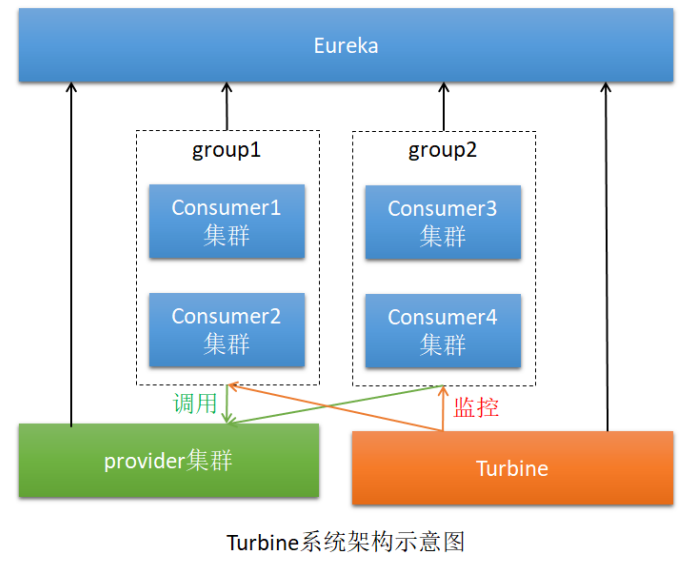 Eureka
group1
group2
Consumer1
集群
Consumer3
集群
Consumer2
集群
Consumer4
集群
调用
监控
provider集群
Turbine
Turbine系统架构示意图